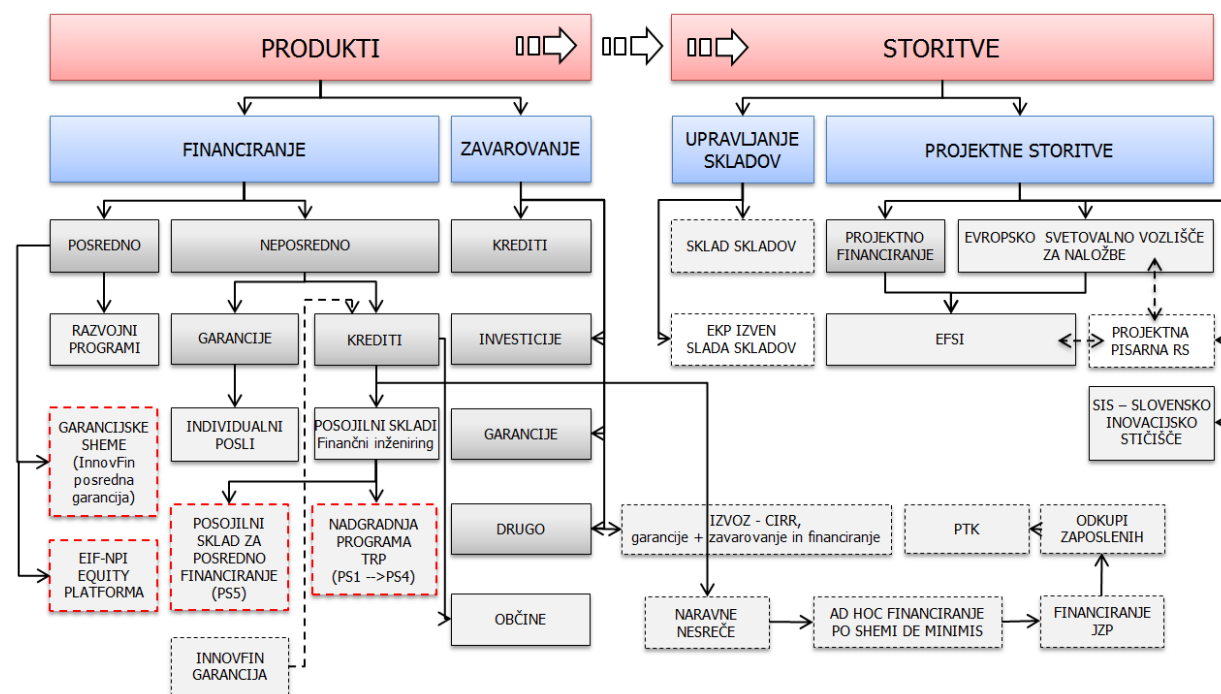 PRODUKTI
STORITVE
FINANCIRANJE
ZAVAROVANJE
UPRAVLJANJE
SKLADOV
PROJEKTNE STORITVE
POSREDNO
NEPOSREDNO
KREDITI
SKLAD SKLADOV
PROJEKTNO
FINANCIRANJE
EVROPSKO SVETOVALNO VOZLIŠČE
ZA NALOŽBE
RAZVOJNI
PROGRAMI
GARANCIJE
KREDITI
INVESTICIJE
EKP IZVEN
SLADA SKLADOV
EFSI
PROJEKTNA
PISARNA RS
GARANCIJSKE
SHEME
(InnovFin
posredna
garancija)
INDIVIDUALNI
POSLI
POSOJILNI SKLADI
Finančni inženiring
GARANCIJE
SIS – SLOVENSKO
INOVACIJSKO
STIČIŠČE
POSOJILNI
SKLAD ZA
POSREDNO
FINANCIRANJE
(PS5)
NADGRADNJA
PROGRAMA
TRP
(PS1 -->PS4)
DRUGO
IZVOZ - CIRR,
garancije + zavarovanje in financiranje
PTK
ODKUPI
ZAPOSLENIH
EIF-NPI
EQUITY
PLATFORMA
OBČINE
NARAVNE
NESREČE
AD HOC FINANCIRANJE
PO SHEMI DE MINIMIS
FINANCIRANJE
JZP
INNOVFIN
GARANCIJA